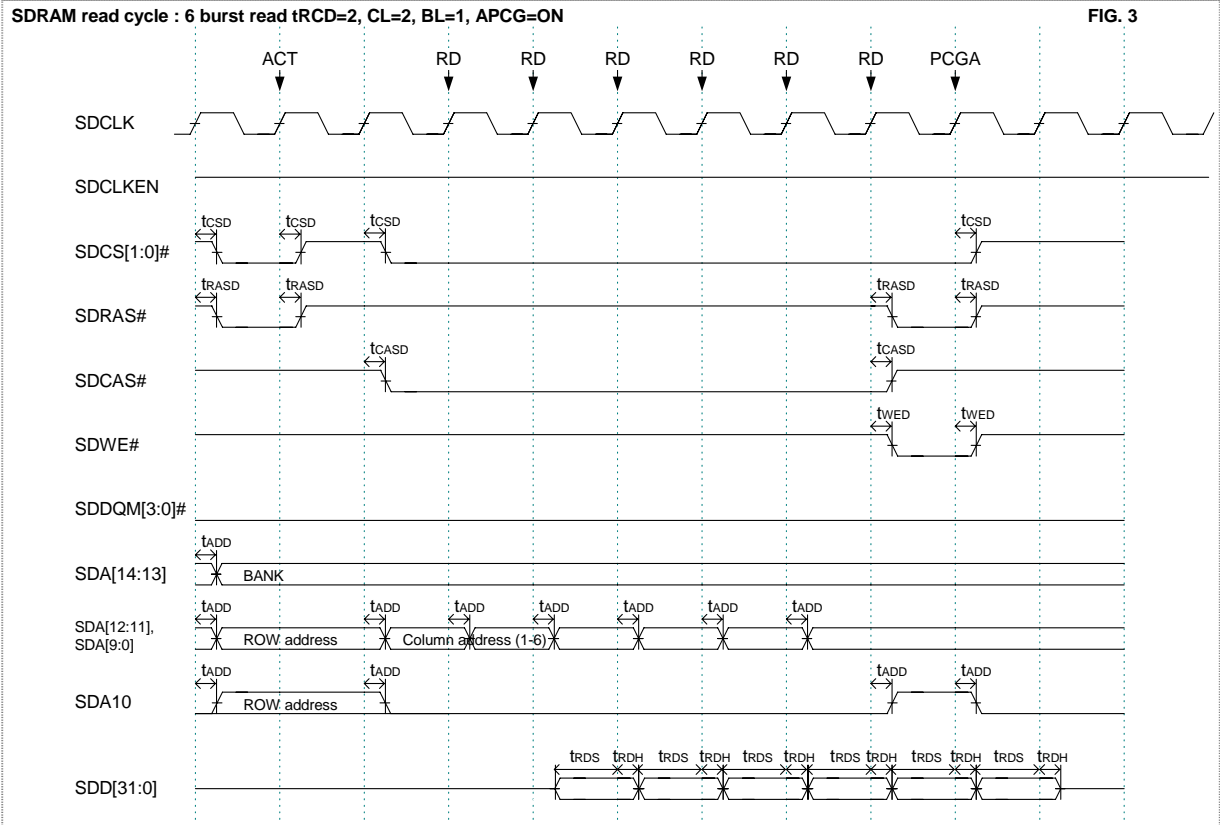 SDRAM read cycle : 6 burst read tRCD=2, CL=2, BL=1, APCG=ON FIG. 3
ACT RD RD RD RD RD RD PCGA
SDCLK
SDCLKEN
tCSD tCSD tCSD tCSD
SDCS[1:0]#
tRASD tRASD tRASD tRASD
SDRAS#
tCASD tCASD
SDCAS#
tWED tWED
SDWE#
SDDQM[3:0]#
tADD
SDA[14:13] BANK
tADD tADD tADD tADD tADD tADD tADD
SDA[12:11],
SDA[9:0]
ROW address Column address (1-6)
tADD tADD tADD tADD
SDA10 ROW address
tRDS tRDH tRDS tRDH tRDS tRDH tRDS tRDH tRDS tRDH tRDS tRDH
SDD[31:0]